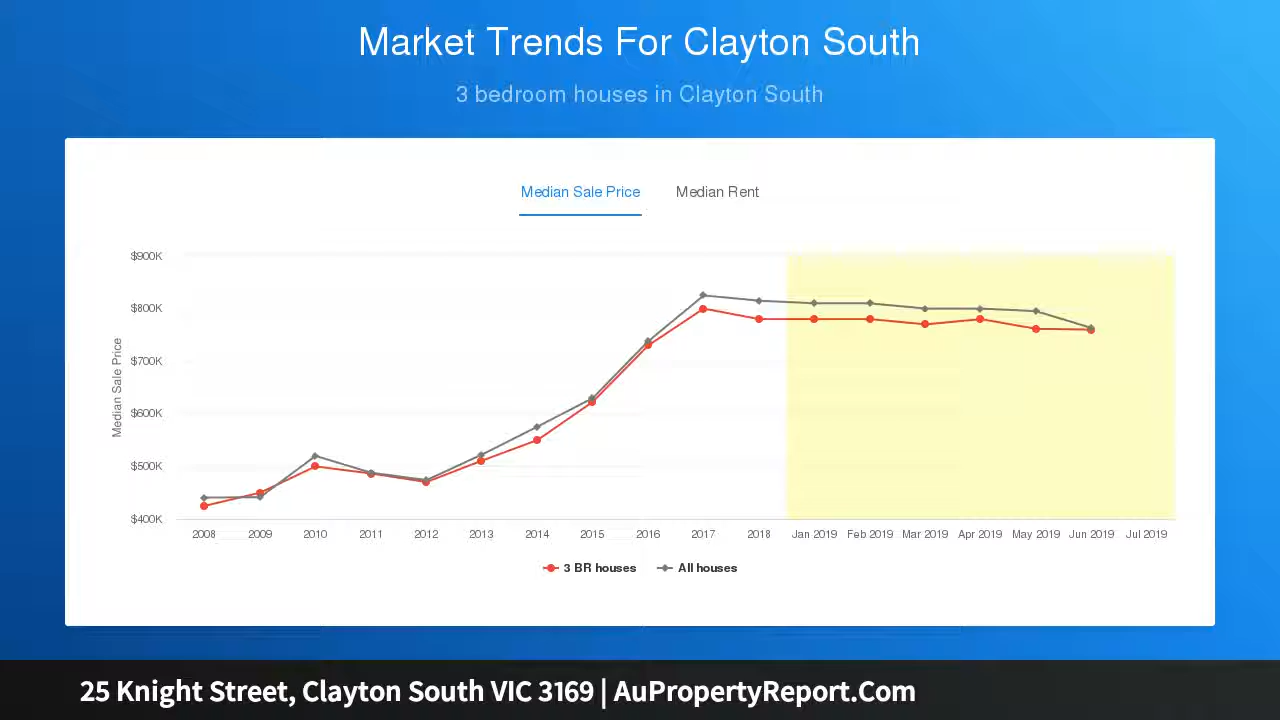 Market Trends For Clayton South
3 bedroom houses in Clayton South
Median Sale Price Median Rent
$900K
$800K
$700K
$600K
$500K
$400K
Median Sale Price
2008 2009 2010 2011 2012 2013 2014 2015 2016 2017 2018 Jan 2019 Feb 2019 Mar 2019 Apr 2019 May 2019 Jun 2019 Jul 2019
3 BR houses All houses
25 Knight Street, Clayton South VIC 3169 | AuPropertyReport.Com